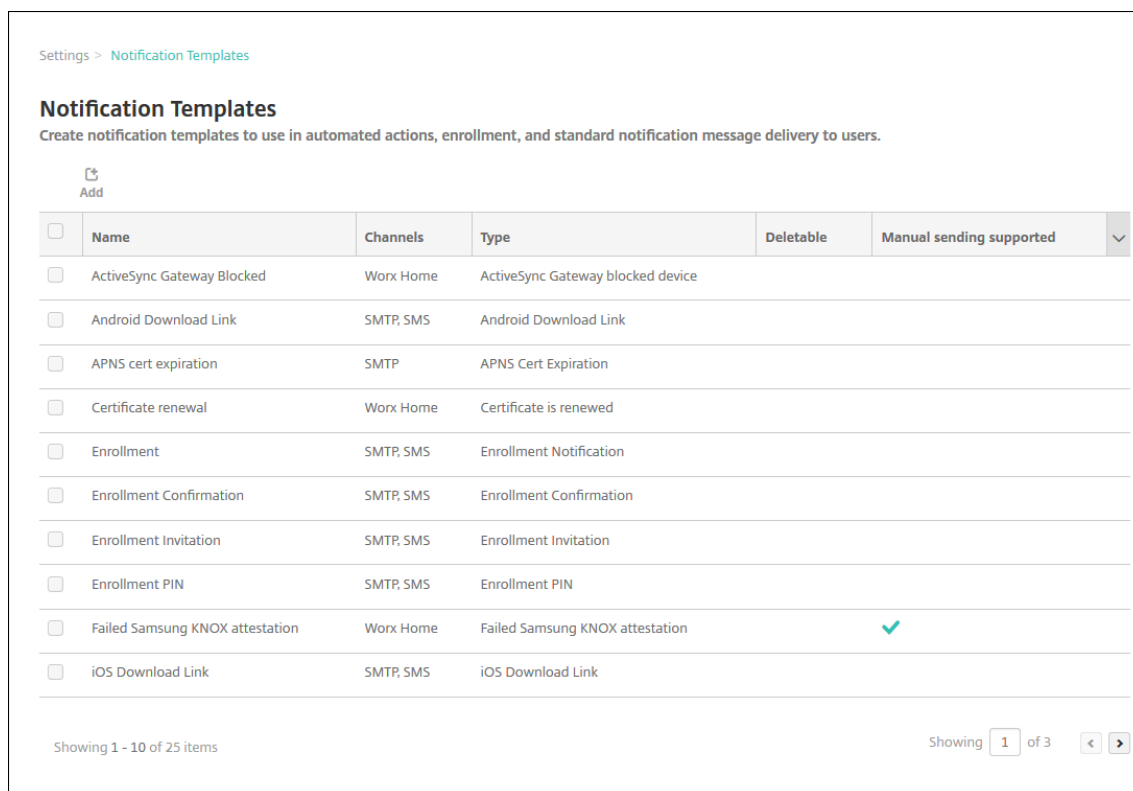 Settings > Notification Templates
Notification Templates
Create notification templates to use in automated actions, enrollment, and standard notification message delivery to users.
Add
Name Channels Type Deletable Manual sending supported
ActiveSync Gateway Blocked Worx Home ActiveSync Gateway blocked device
Android Download Link SMTP, SMS Android Download Link
APNS cert expiration SMTP APNS Cert Expiration
Certificate renewal Worx Home Certificate is renewed
Enrollment SMTP, SMS Enrollment Notification
Enrollment Confirmation SMTP, SMS Enrollment Confirmation
Enrollment Invitation SMTP, SMS Enrollment Invitation
Enrollment PIN SMTP, SMS Enrollment PIN
Failed Samsung KNOX attestation Worx Home Failed Samsung KNOX attestation
iOS Download Link SMTP, SMS iOS Download Link
Showing 1 - 10 of 25 items Showing 1 of 3